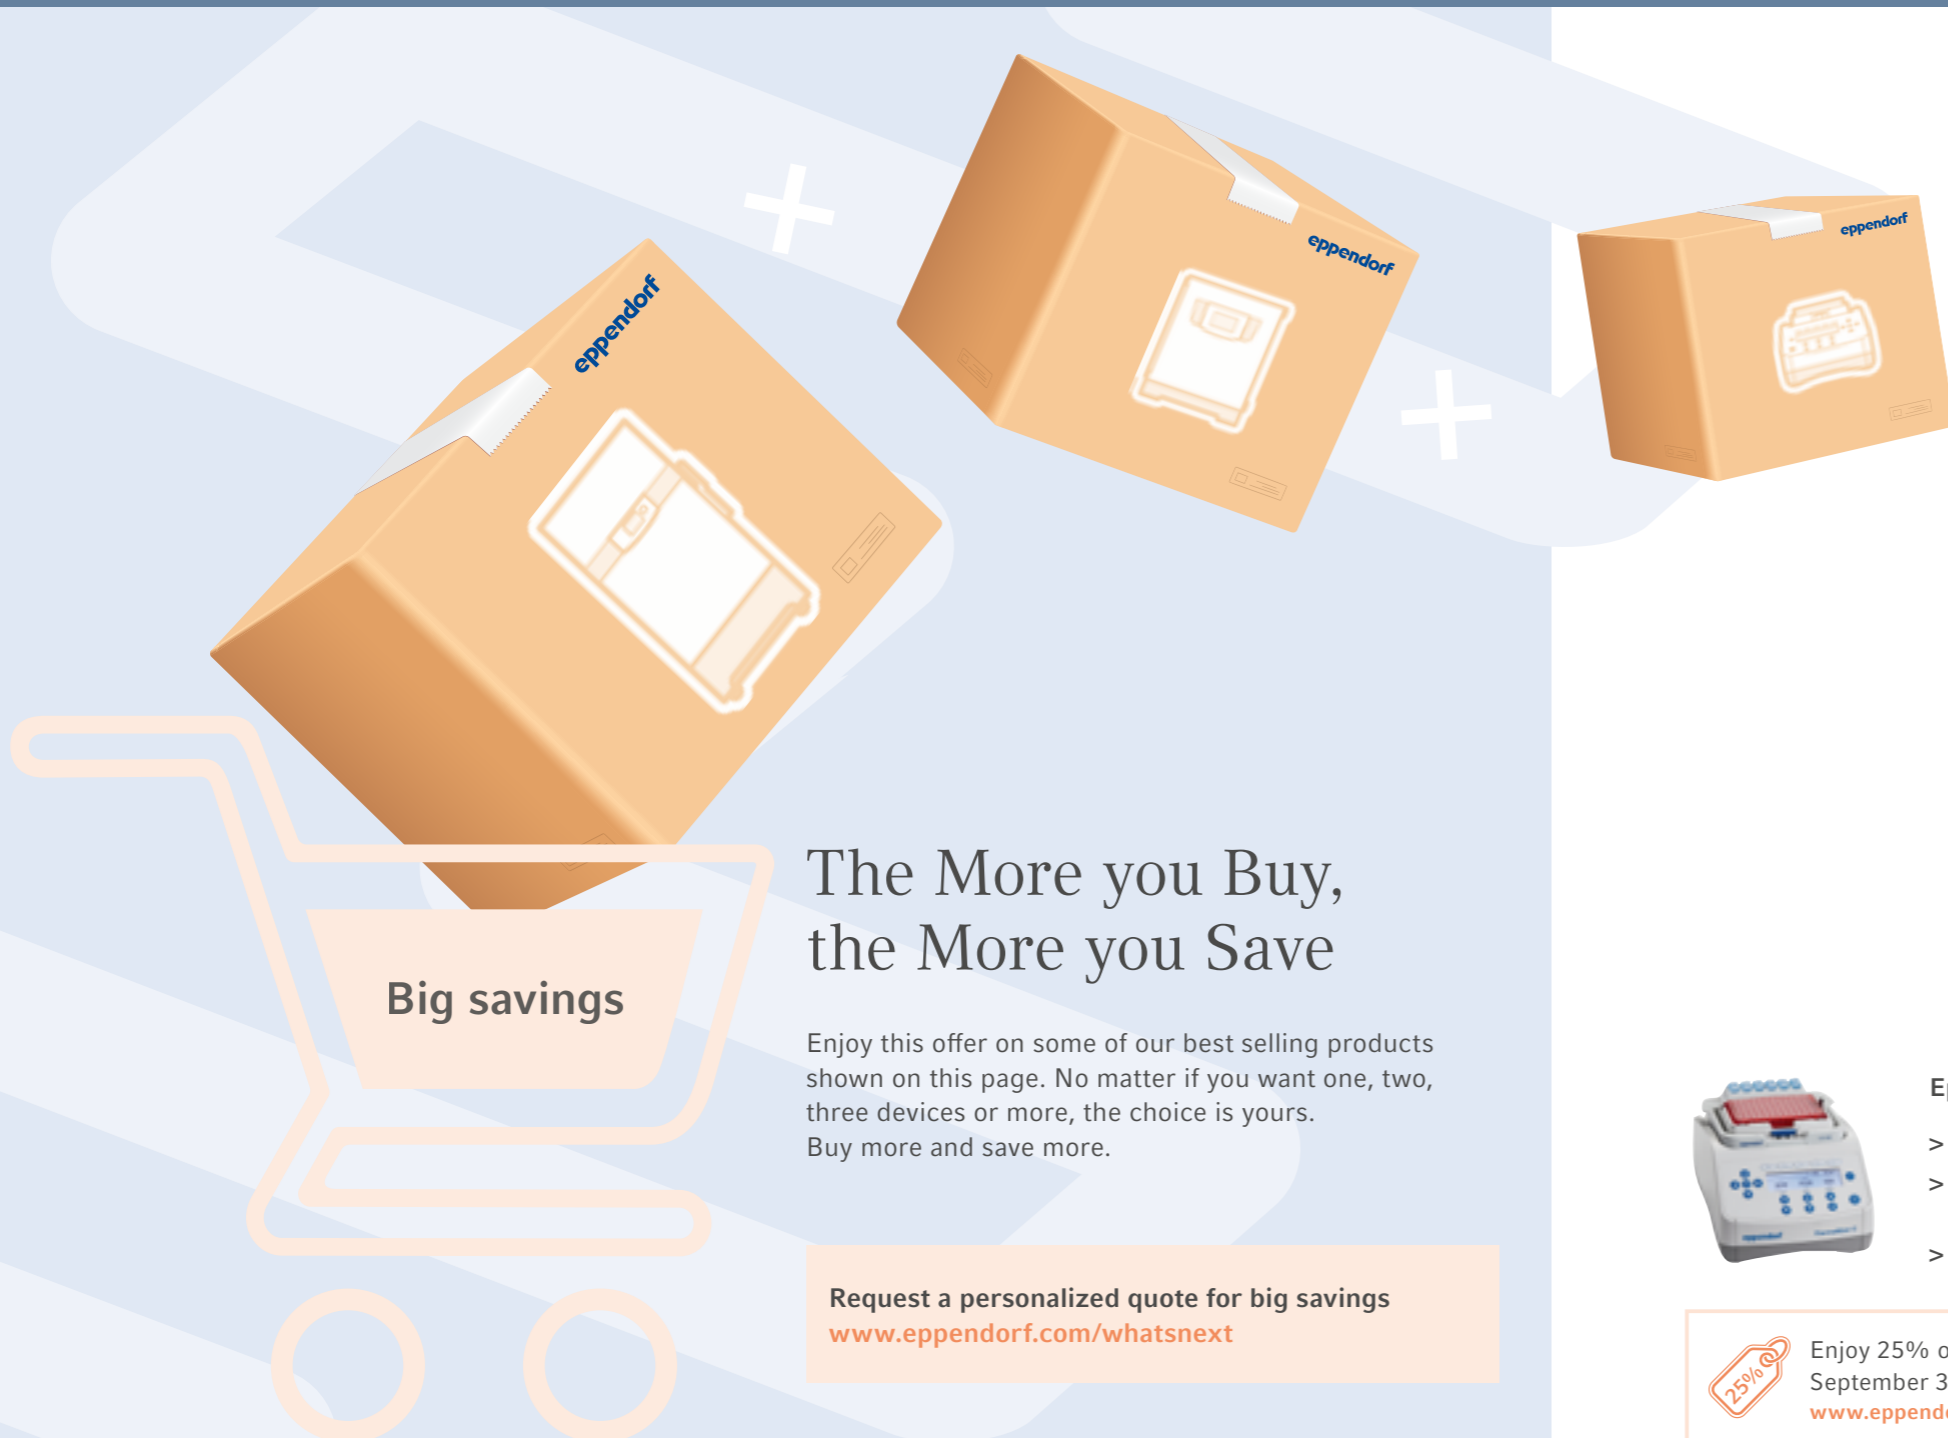 eppendorf
eppendorf
eppendorf
Big savings
The More you Buy,
the More you Save
Enjoy this offer on some of our best selling products
shown on this page. No matter if you want one, two,
three devices or more, the choice is yours.
Buy more and save more.
Request a personalized quote for big savings
www.eppendorf.com/whatsnext
>
>
>
eppendorf
25%
Enjoy 25%
September